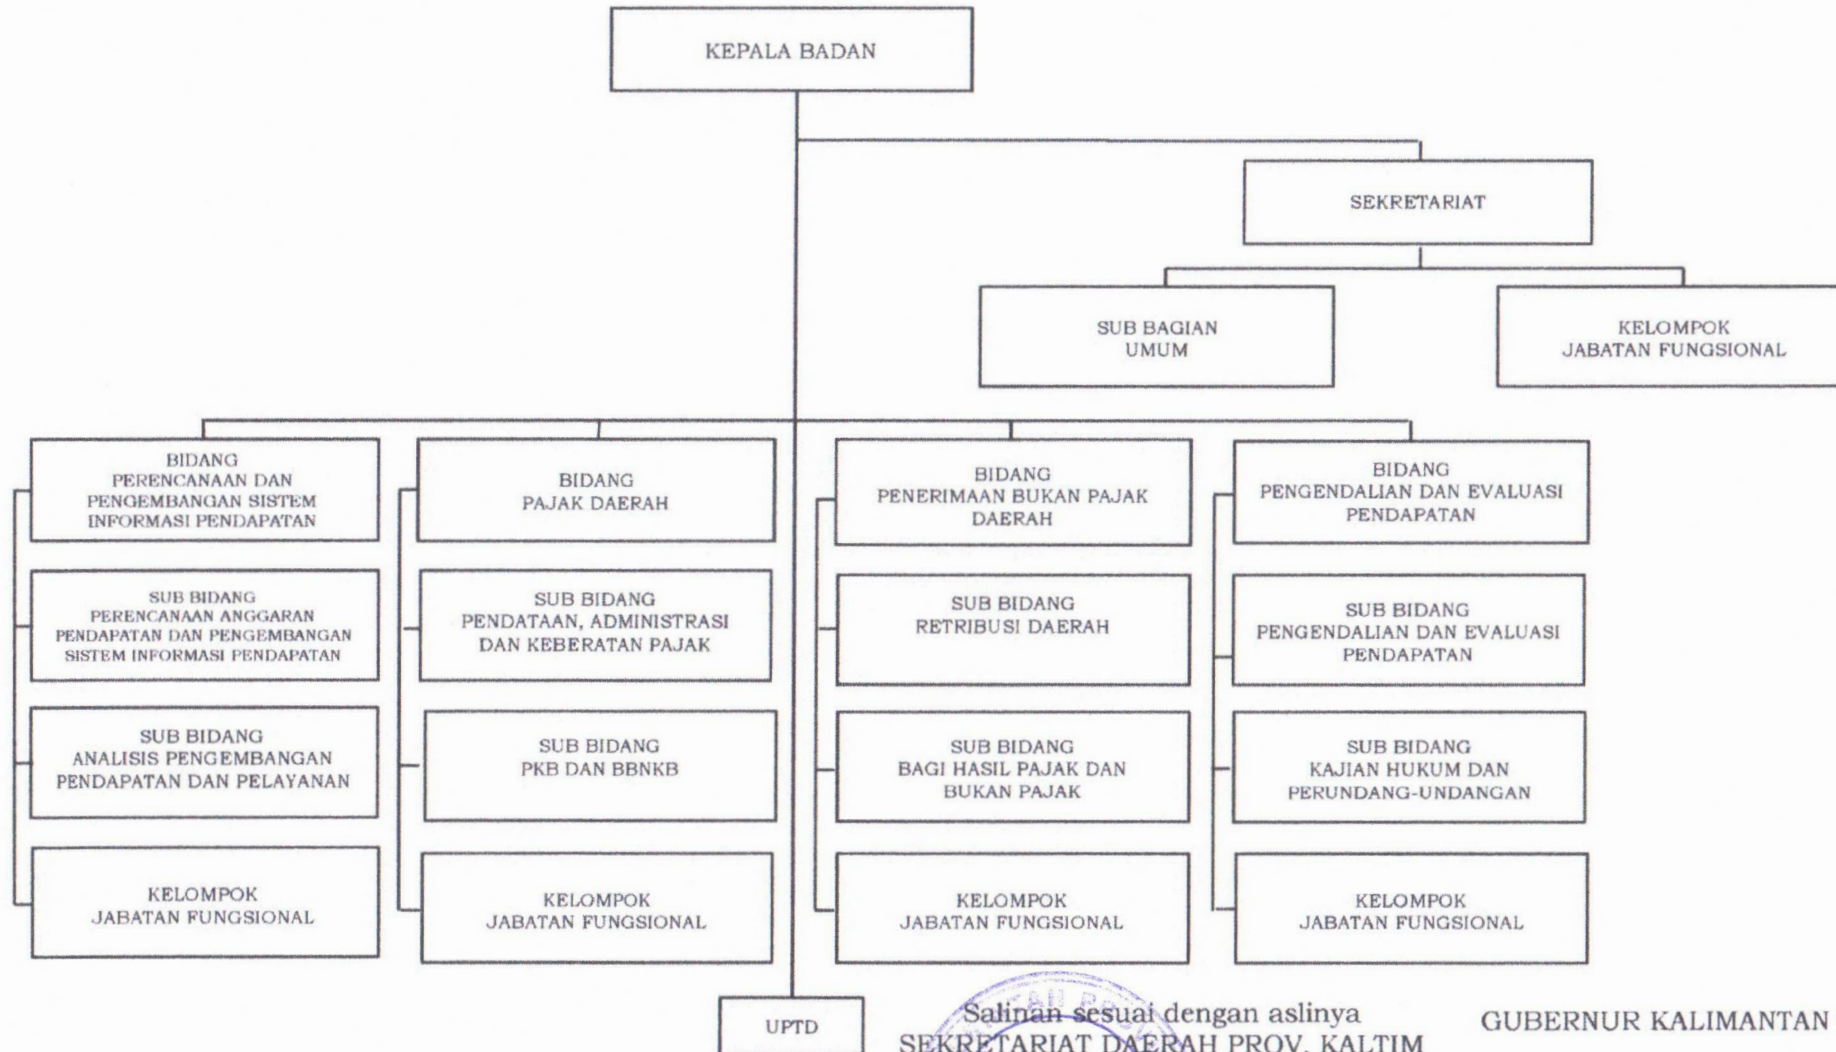 KEPALA BADAN
SEKRETARIAT
SUB BAGIAN
UMUM
KELOMPOK
JABATAN FUNGSIONAL
BIDANG
PERENCANAAN DAN
PENGEMBANGAN SISTEM
INFORMASI PENDAPATAN
SUB BIDANG
PERENCANAAN ANGGARAN
PENDAPATAN DAN PENGEMBANGAN
SISTEM INFORMASI PENDAPATAN
SUB BIDANG
ANALISIS PENGEMBANGAN
PENDAPATAN DAN PELAYANAN
KELOMPOK
JABATAN FUNGSIONAL
BIDANG
PAJAK DAERAH
SUB BIDANG
PENDATAAN, ADMINISTRASI
DAN KEBERATAN PAJAK
SUB BIDANG
PKB DAN BBNKB
KELOMPOK
JABATAN FUNGSIONAL
BIDANG
PENERIMAAN BUKAN PAJAK
DAERAH
SUB BIDANG
RETRIBUSI DAERAH
SUB BIDANG
BAGI HASIL PAJAK DAN
BUKAN PAJAK
KELOMPOK
JABATAN FUNGSIONAL
BIDANG
PENGENDALIAN DAN EVALUASI
PENDAPATAN
SUB BIDANG
PENGENDALIAN DAN EVALUASI
PENDAPATAN
SUB BIDANG
KAJIAN HUKUM DAN
PERUNDANG-UNDANGAN
KELOMPOK
JABATAN FUNGSIONAL
UPTD
Salinan sesuai dengan aslinya
SEKRETARIAT DAERAH PROV. KALTIM
GUBERNUR KALIMANTAN